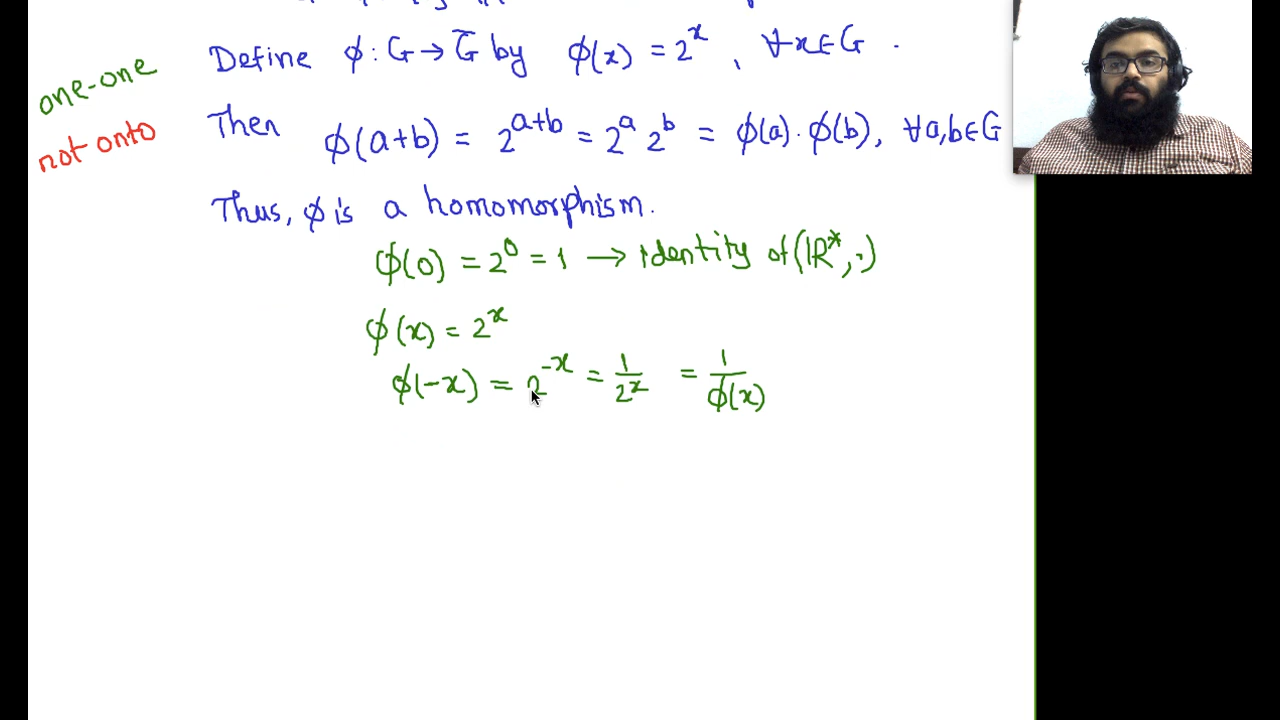 Define ϕ : G → G̅ by ϕ(x) = 2^x , ∀x∈G .
one-one
not onto
Then ϕ(a+b) = 2^{a+b} = 2^a 2^b = ϕ(a) · ϕ(b), ∀a,b∈G
Thus, ϕ is a homomorphism.
ϕ(0) = 2^0 = 1 → Identity of (ℝ*, ·)
ϕ(x) = 2^x
ϕ(-x) = 2^{-x} = 1/2^x = 1/ϕ(x)